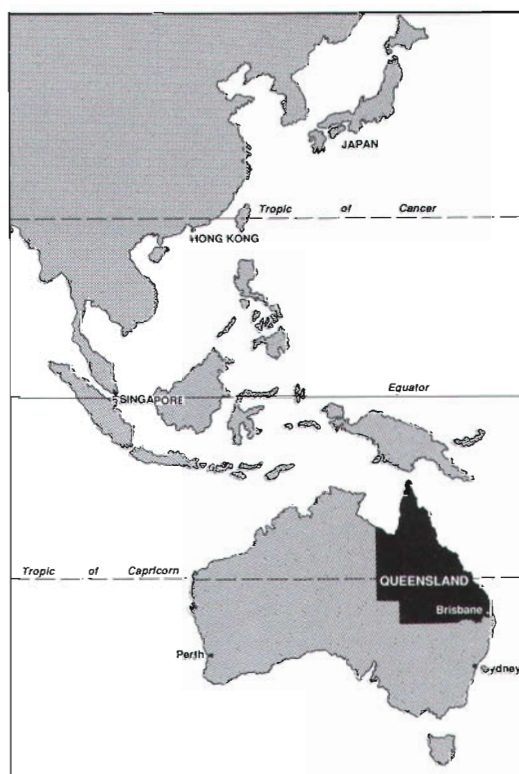 JAPAN
Tropic of Cancer
HONG KONG
SINGAPORE
Equator
Tropic of Capricorn
QUEENSLAND
Brisbane
Perth
Sydney